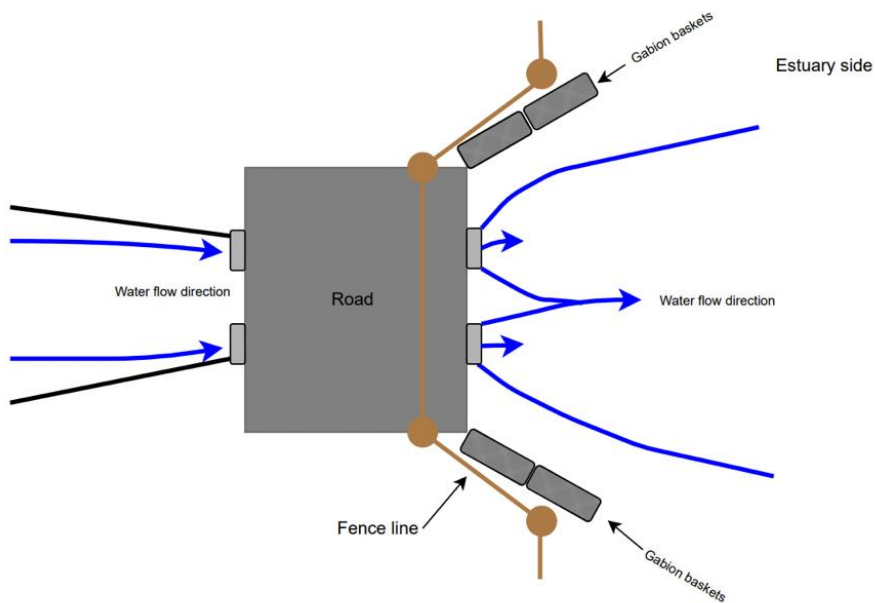 Gabion baskets
Estuary side
Water flow direction
Road
Water flow direction
Fence line
Gabion baskets